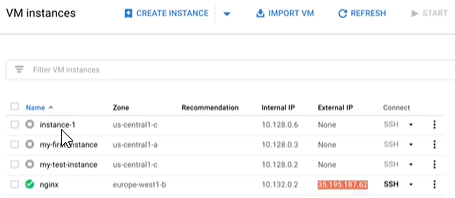 VM instances CREATE INSTANCE IMPORT VM REFRESH START
Filter VM instances
Name Zone Recommendation Internal IP External IP Connect
instance-1 us-central1-c 10.128.0.6 None SSH
my-first-instance us-central1-a 10.128.0.3 None SSH
my-test-instance us-central1-c 10.128.0.2 None SSH
nginx europe-west1-b 10.132.0.2 35.195.187.62 SSH